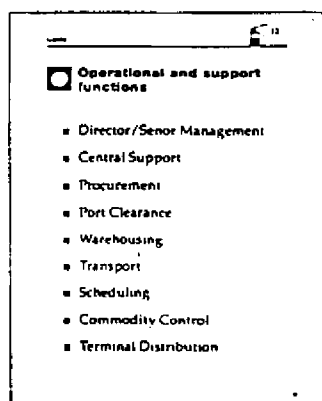 13
Operational and support
functions
Director/Senor Management
Central Support
Procurement
Port Clearance
Warehousing
Transport
Scheduling
Commodity Control
Terminal Distribution